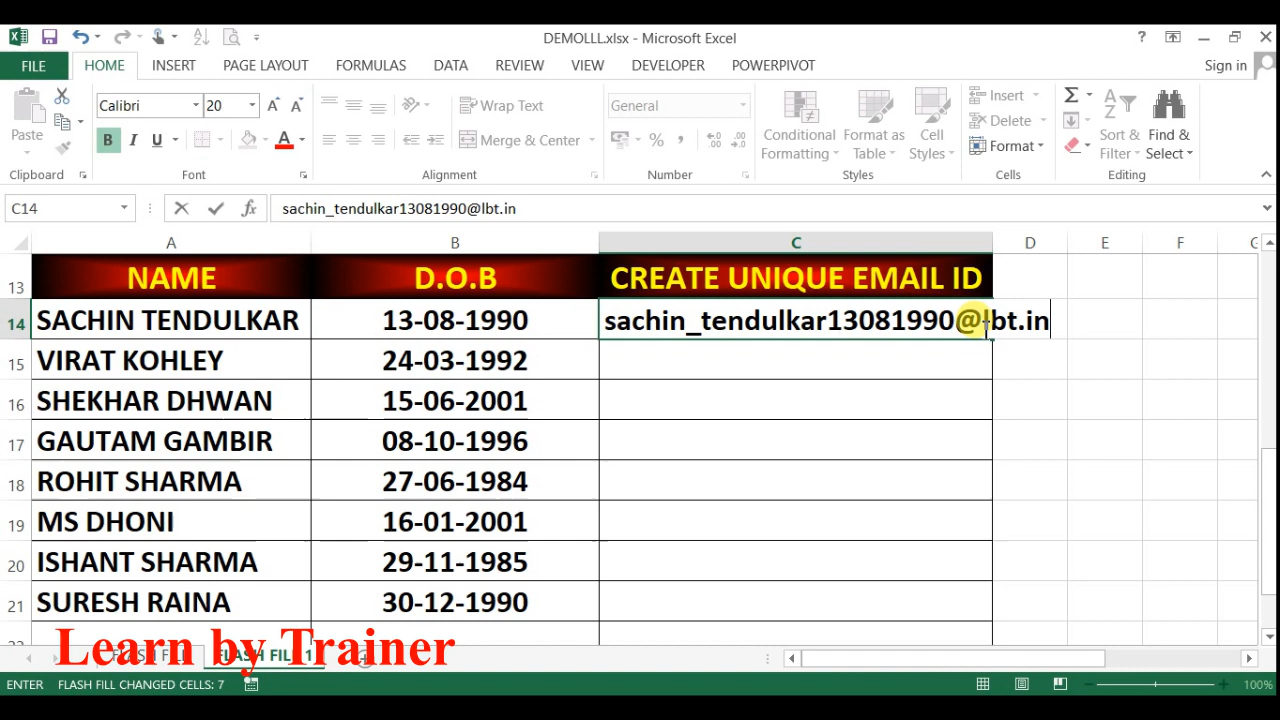 DEMOLLL.xlsx - Microsoft Excel
?
FILE HOME INSERT PAGE LAYOUT FORMULAS DATA REVIEW VIEW DEVELOPER POWERPIVOT Sign in
Paste
Clipboard
Calibri 20
B I U
Font
Wrap Text
Merge & Center
Alignment
General
%
Number
Conditional Formatting
Format as Table
Cell Styles
Styles
Insert
Delete
Format
Cells
Sort & Filter
Find & Select
Editing
C14 fx sachin_tendulkar13081990@lbt.in
A B C D E F
13 NAME D.O.B CREATE UNIQUE EMAIL ID
14 SACHIN TENDULKAR 13-08-1990 sachin_tendulkar13081990@lbt.in
15 VIRAT KOHLEY 24-03-1992
16 SHEKHAR DHWAN 15-06-2001
17 GAUTAM GAMBIR 08-10-1996
18 ROHIT SHARMA 27-06-1984
19 MS DHONI 16-01-2001
20 ISHANT SHARMA 29-11-1985
21 SURESH RAINA 30-12-1990
Learn by Trainer
ENTER FLASH FILL CHANGED CELLS: 7 100%